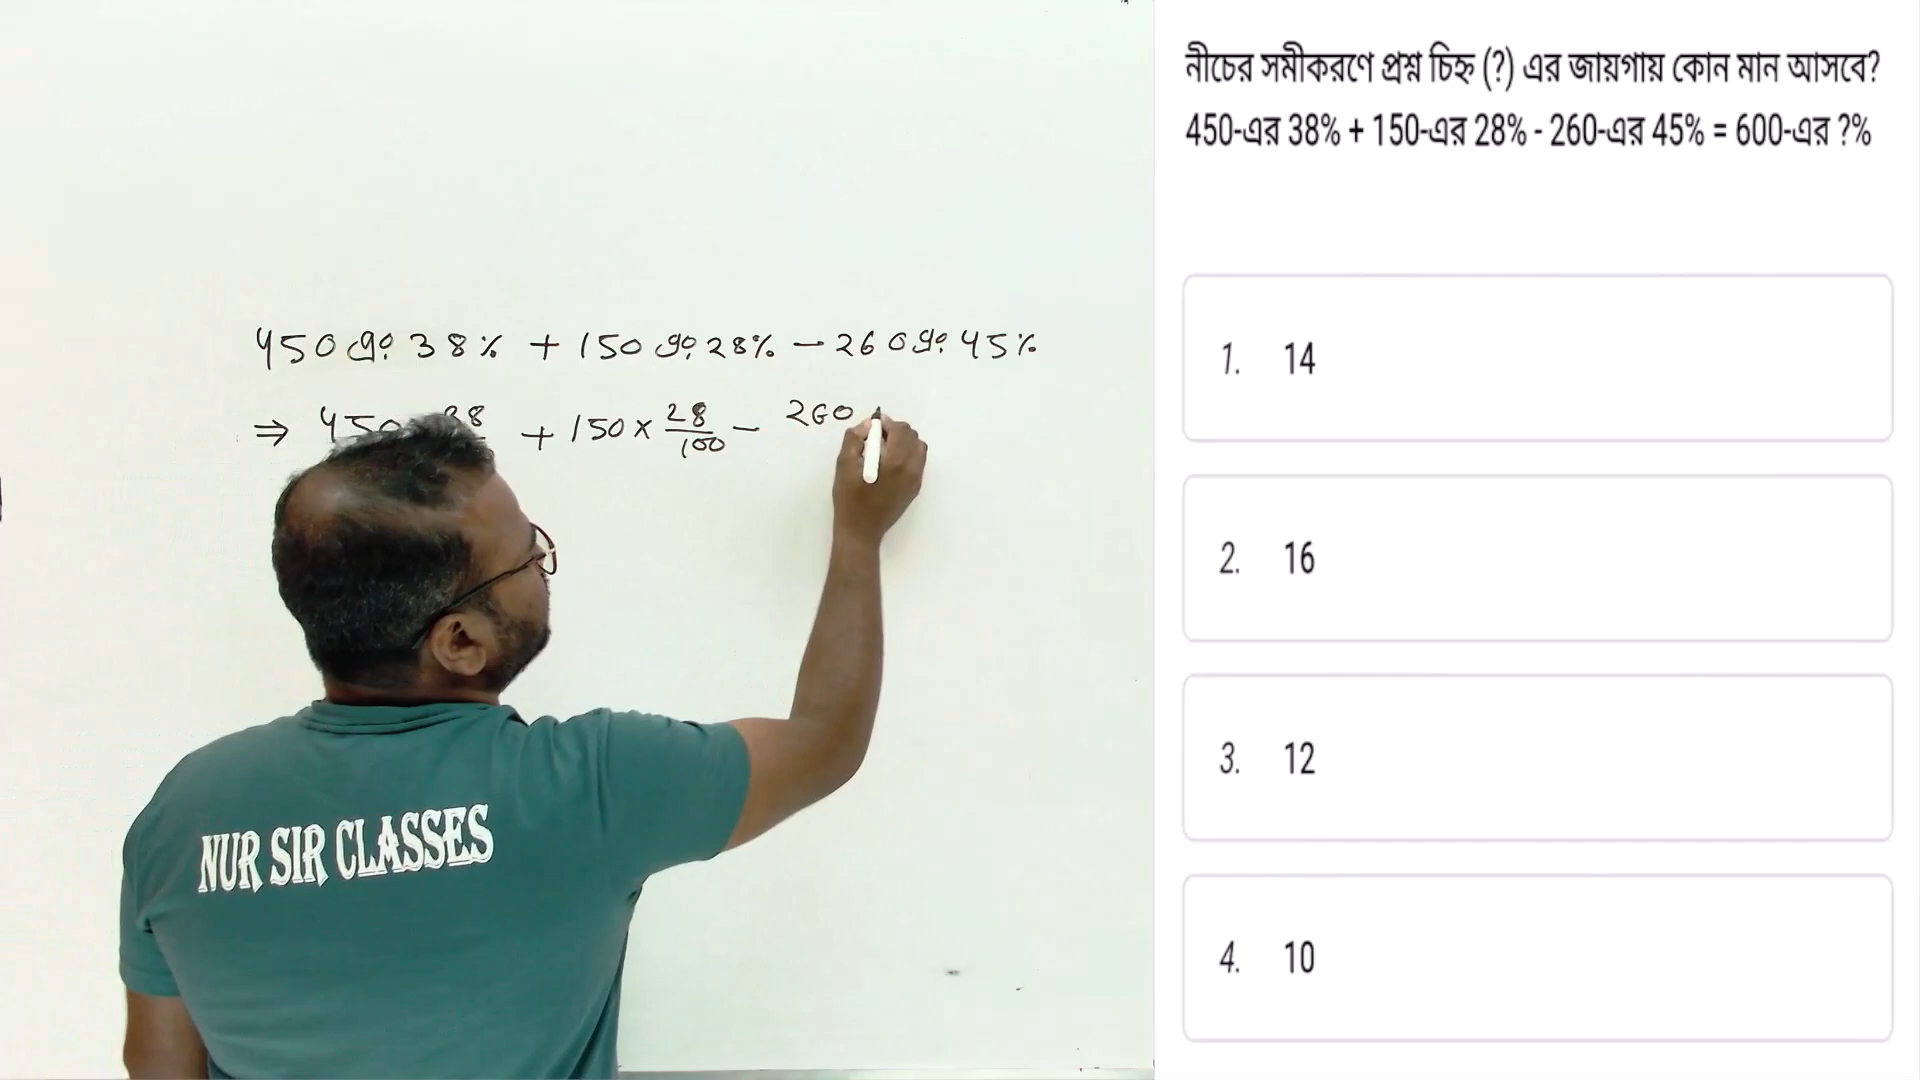 450 এর 38% + 150 এর 28% - 260 এর 45%
⇒ 450 38 + 150 × 28/100 - 260
NUR SIR CLASSES
নীচের সমীকরণে প্রশ্ন চিহ্ন (?) এর জায়গায় কোন মান আসবে?
450-এর 38% + 150-এর 28% - 260-এর 45% = 600-এর ?%
1. 14
2. 16
3. 12
4. 10